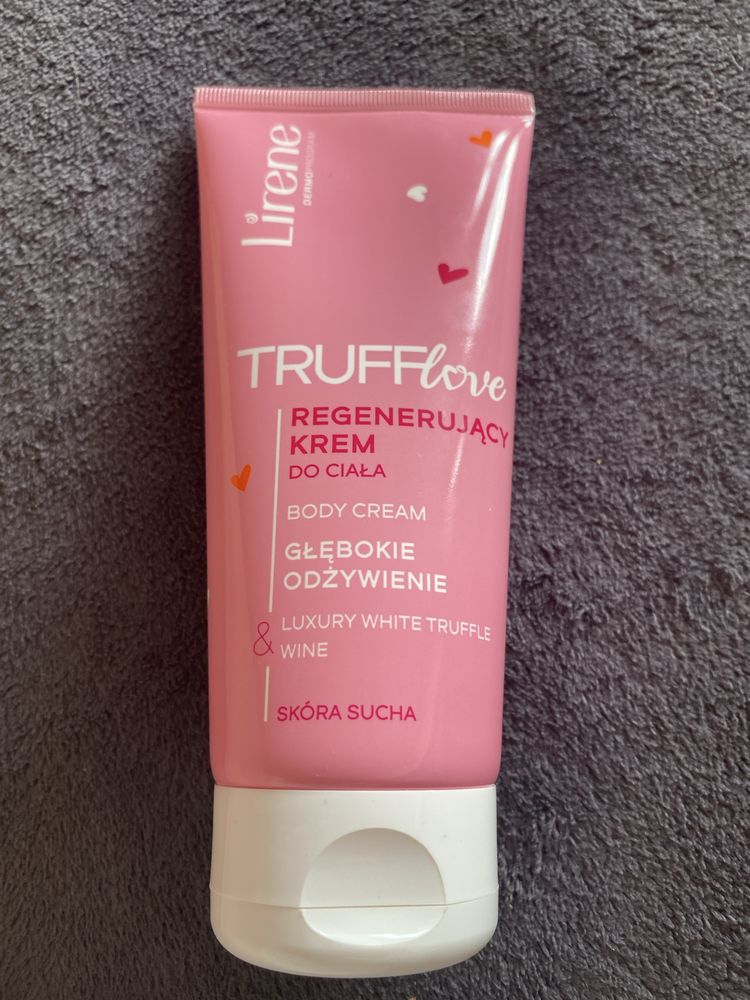 Lirene
DERMOPROGRAM
TRUFFlove
REGENERUJĄCY
KREM
DO CIAŁA
BODY CREAM
GŁĘBOKIE
ODŻYWIENIE
& LUXURY WHITE TRUFFLE
WINE
SKÓRA SUCHA